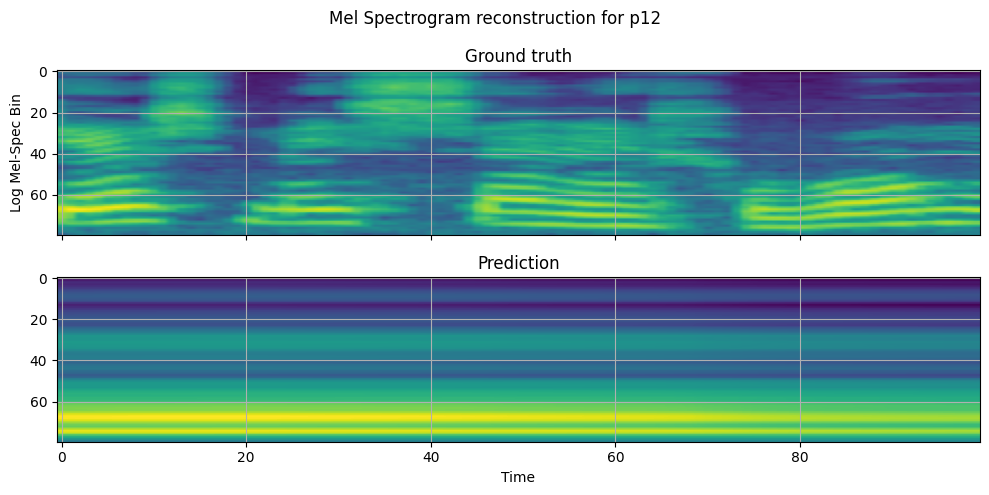 Mel Spectrogram reconstruction for p12
Ground truth
0
20
40
60
Log Mel-Spec Bin
Prediction
0
20
40
60
0 20 40 60 80
Time